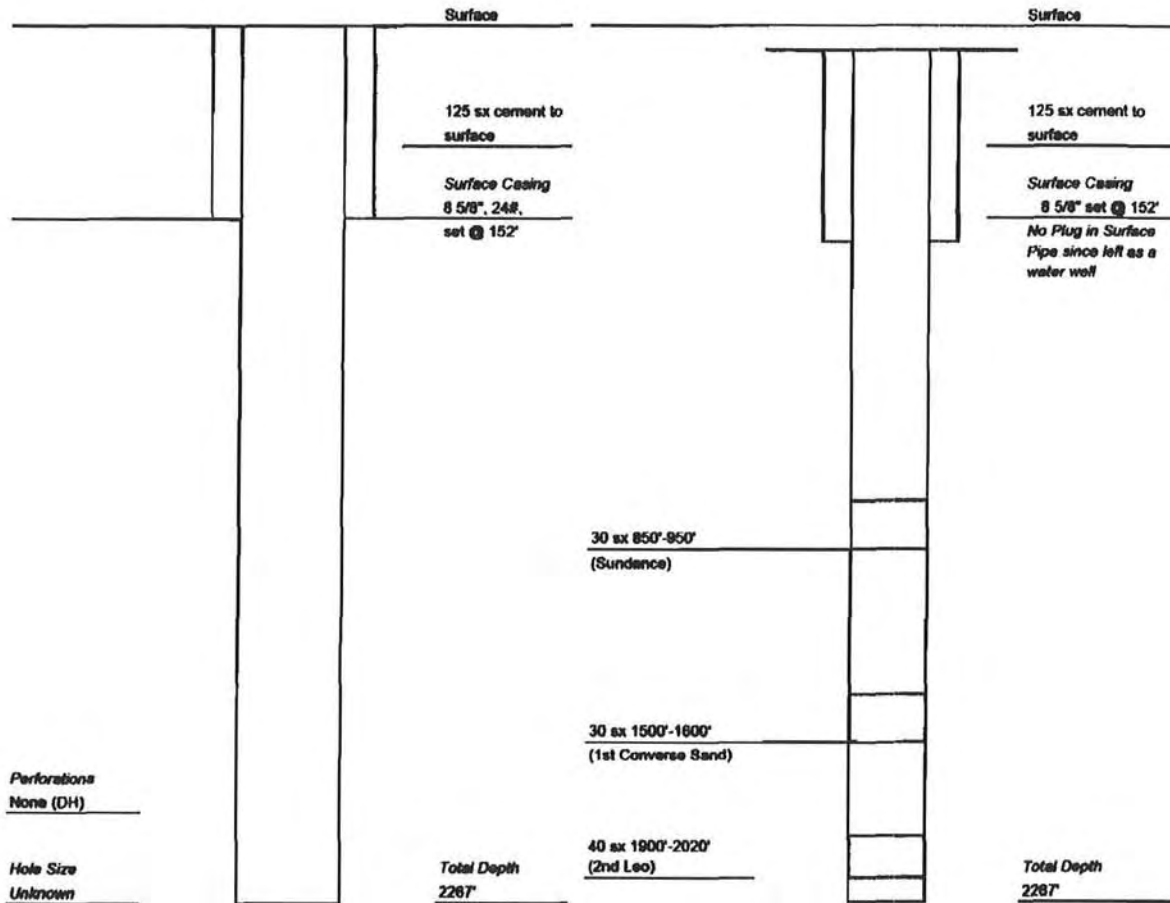 Surface
125 sx cement to
surface
Surface Casing
8 5/8", 24#,
set @ 152'
Perforations
None (DH)
Hole Size
Unknown
Total Depth
2267'
Surface
125 sx cement to
surface
Surface Casing
8 5/8" set @ 152'
No Plug in Surface
Pipe since left as a
water well
30 sx 850'-950'
(Sundance)
30 sx 1500'-1600'
(1st Converse Sand)
40 sx 1900'-2020'
(2nd Leo)
Total Depth
2267'